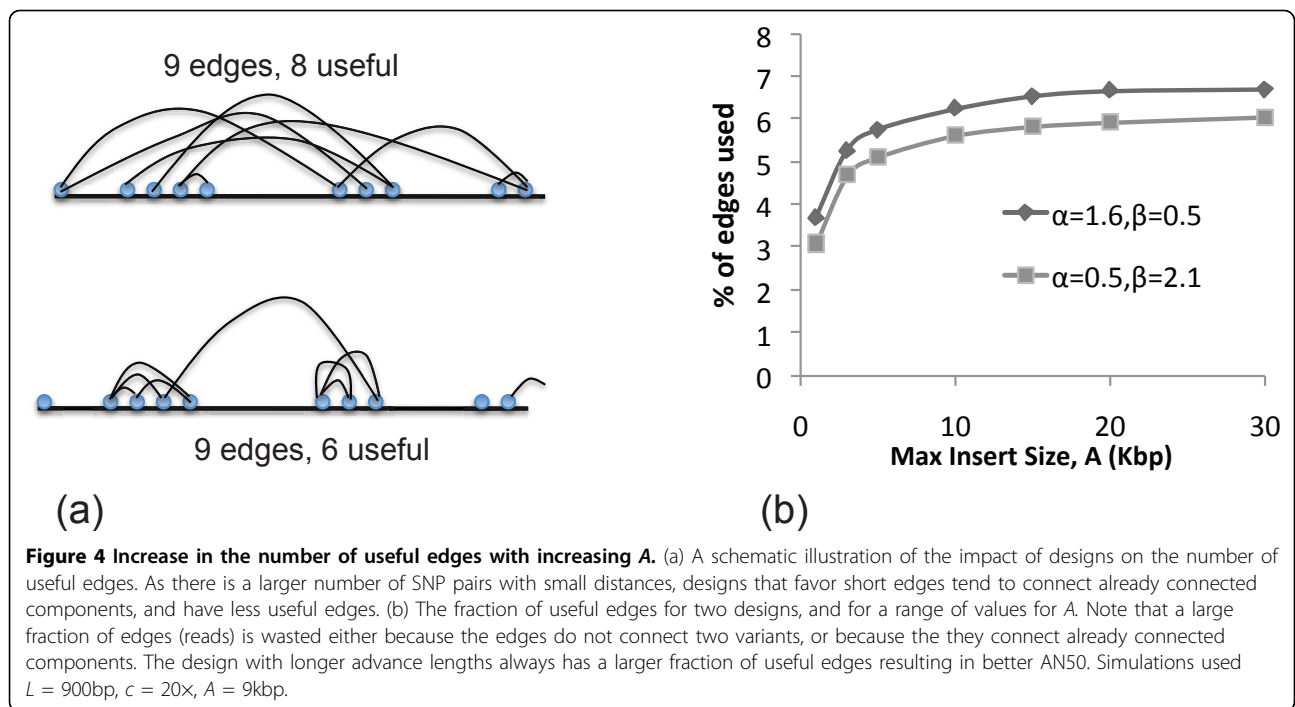 9 edges, 8 useful
9 edges, 6 useful
(a)
% of edges used
8
7
6
5
4
3
2
1
0
0
10
20
30
Max Insert Size, A (Kbp)
α=1.6,β=0.5
α=0.5,β=2.1
(b)
Figure 4 Increase in the number of useful edges with increasing A. (a) A schematic illustration of the impact of designs on the number of
useful edges. As there is a larger number of SNP pairs with small distances, designs that favor short edges tend to connect already connected
components, and have less useful edges. (b) The fraction of useful edges for two designs, and for a range of values for A. Note that a large
fraction of edges (reads) is wasted either because the edges do not connect two variants, or because the they connect already connected
components. The design with longer advance lengths always has a larger fraction of useful edges resulting in better AN50. Simulations used
L = 900bp, c = 20×, A = 9kbp.